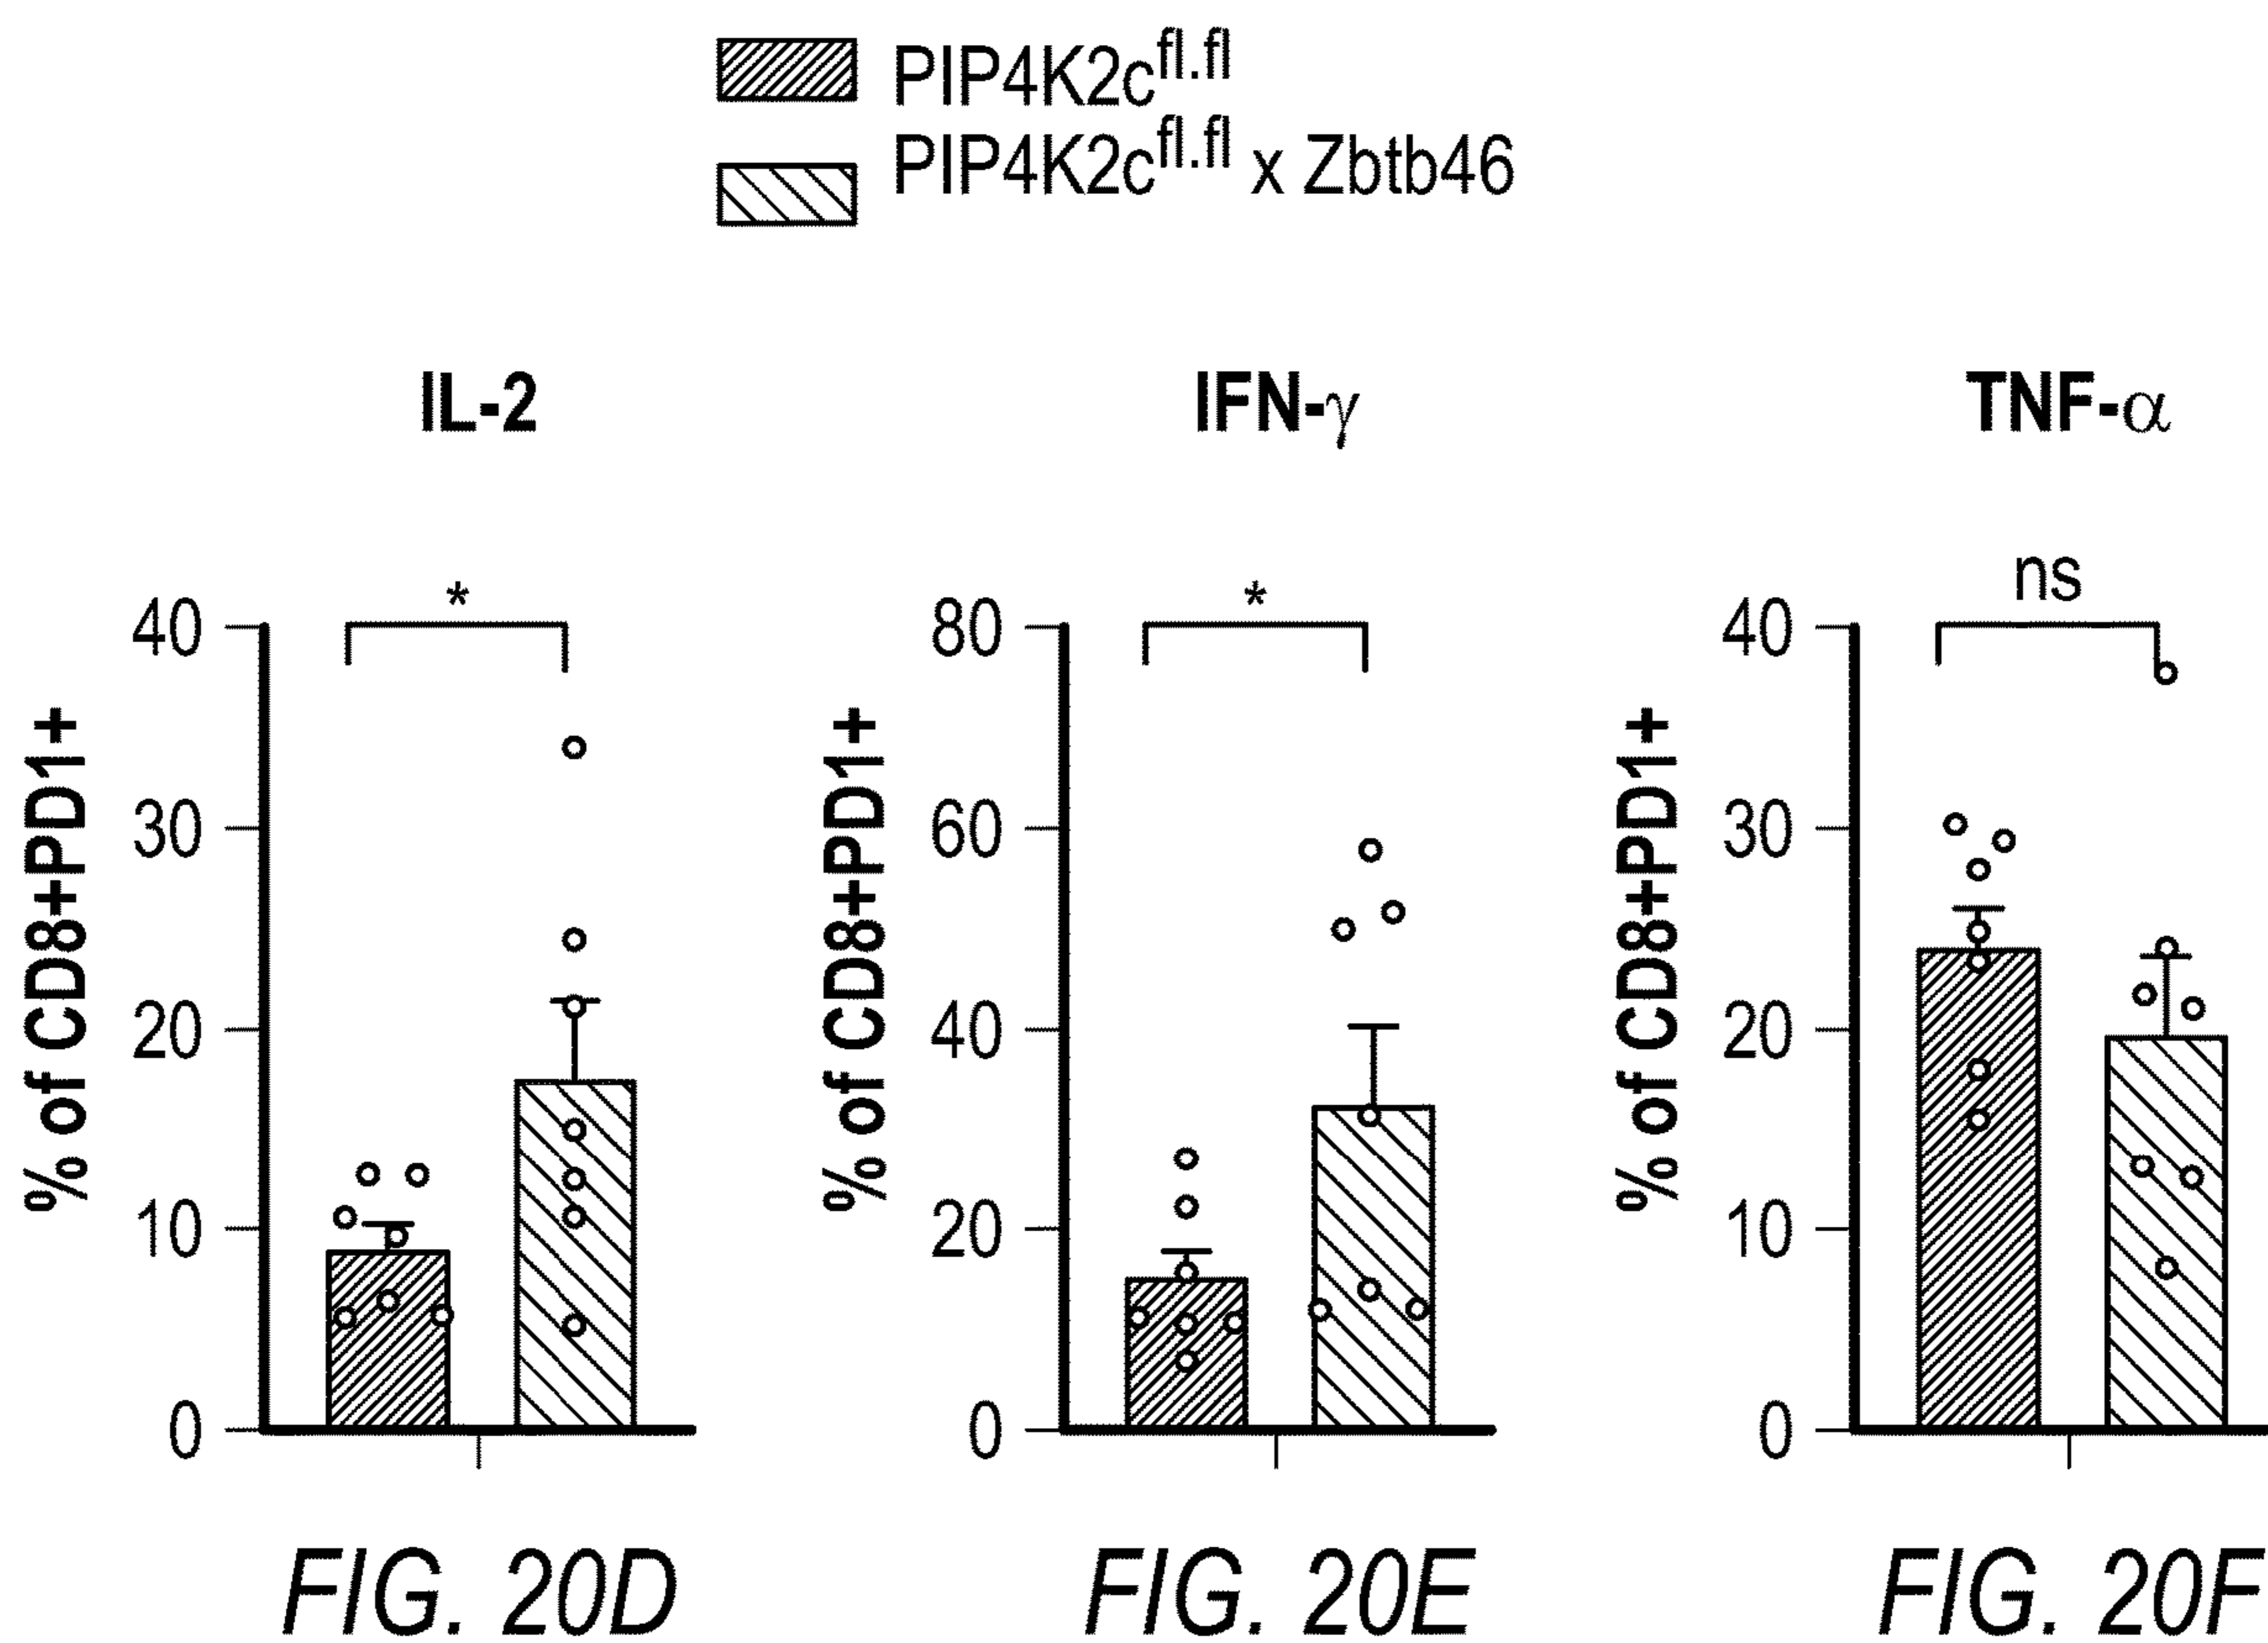 PIP4K2c^fl.fl
PIP4K2c^fl.fl x Zbtb46
IL-2
IFN-γ
TNF-α
% of CD8+PD1+
40
30
20
10
0
*
% of CD8+PD1+
80
60
40
20
0
*
% of CD8+PD1+
40
30
20
10
0
ns
FIG. 20D
FIG. 20E
FIG. 20F